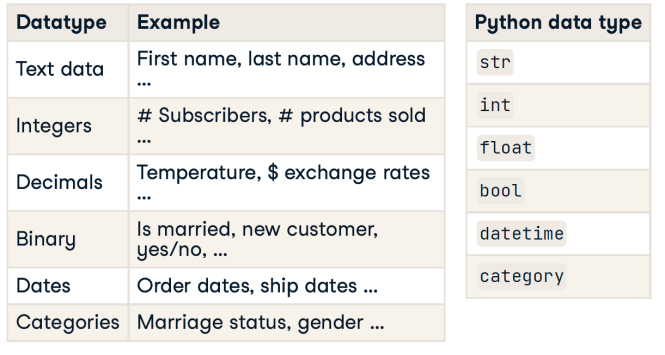 Datatype Example
Text data First name, last name, address
...
Integers # Subscribers, # products sold
...
Decimals Temperature, $ exchange rates
...
Binary Is married, new customer,
yes/no, ...
Dates Order dates, ship dates ...
Categories Marriage status, gender ...
Python data type
str
int
float
bool
datetime
category